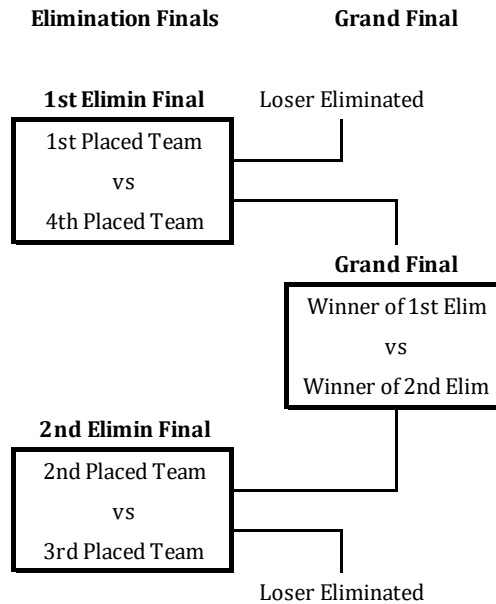 Elimination Finals
Grand Final
1st Elimin Final
Loser Eliminated
1st Placed Team
vs
4th Placed Team
Grand Final
Winner of 1st Elim
vs
Winner of 2nd Elim
2nd Elimin Final
2nd Placed Team
vs
3rd Placed Team
Loser Eliminated